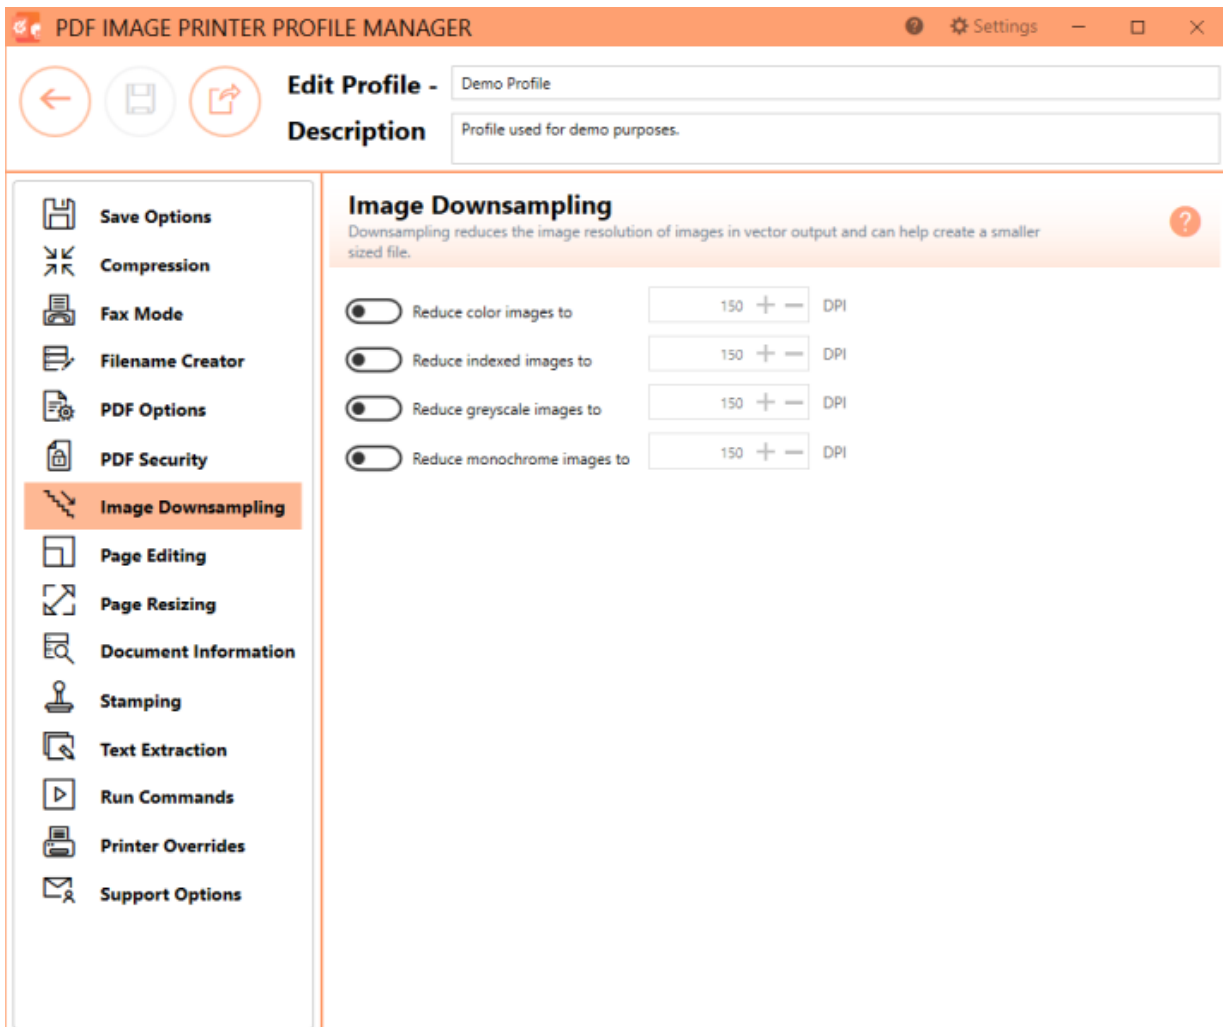 PDF IMAGE PRINTER PROFILE MANAGER
Settings
Edit Profile - Demo Profile
Description Profile used for demo purposes.
Save Options
Compression
Fax Mode
Filename Creator
PDF Options
PDF Security
Image Downsampling
Page Editing
Page Resizing
Document Information
Stamping
Text Extraction
Run Commands
Printer Overrides
Support Options
Image Downsampling
Downsampling reduces the image resolution of images in vector output and can help create a smaller
sized file.
Reduce color images to 150 DPI
Reduce indexed images to 150 DPI
Reduce greyscale images to 150 DPI
Reduce monochrome images to 150 DPI